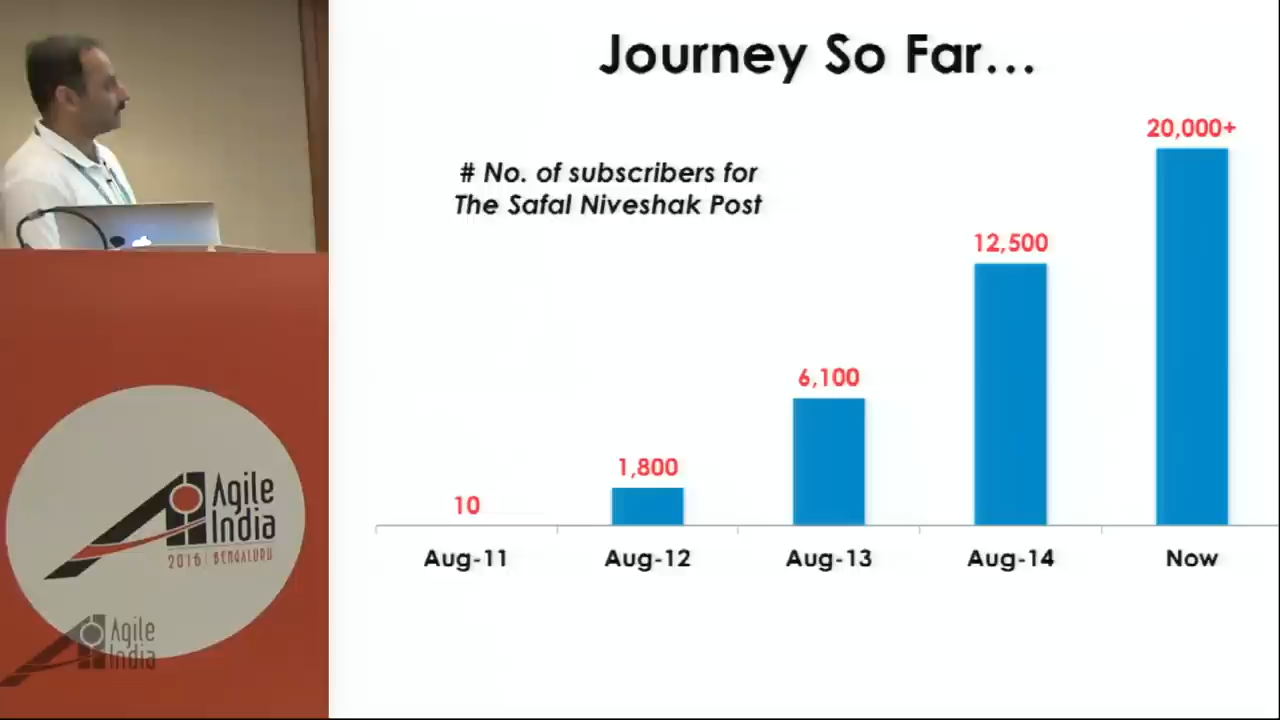 Journey So Far...
# No. of subscribers for
The Safal Niveshak Post
20,000+
12,500
6,100
1,800
10
Aug-11
Aug-12
Aug-13
Aug-14
Now
Agile
India
2016 | BENGALURU
Agile
India